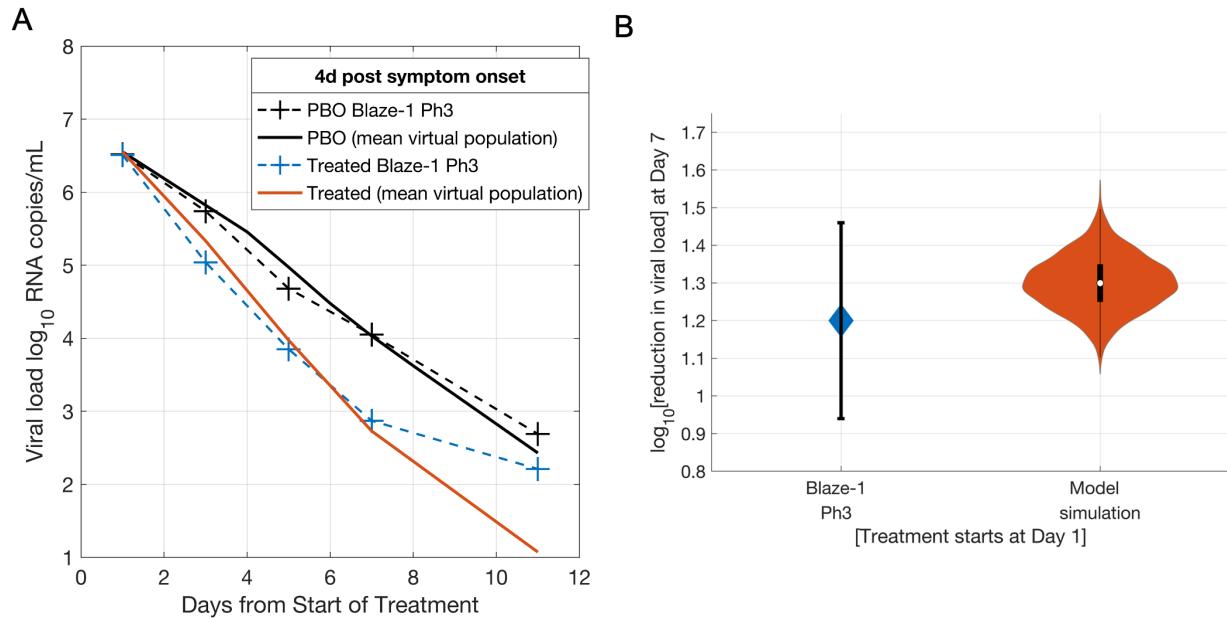 A
Viral load log10 RNA copies/mL
8
7
6
5
4
3
2
1
0
2
4
6
8
10
12
Days from Start of Treatment
4d post symptom onset
PBO Blaze-1 Ph3
PBO (mean virtual population)
Treated Blaze-1 Ph3
Treated (mean virtual population)
B
log10[reduction in viral load] at Day 7
1.7
1.6
1.5
1.4
1.3
1.2
1.1
1
0.9
0.8
Blaze-1
Ph3
Model
simulation
[Treatment starts at Day 1]